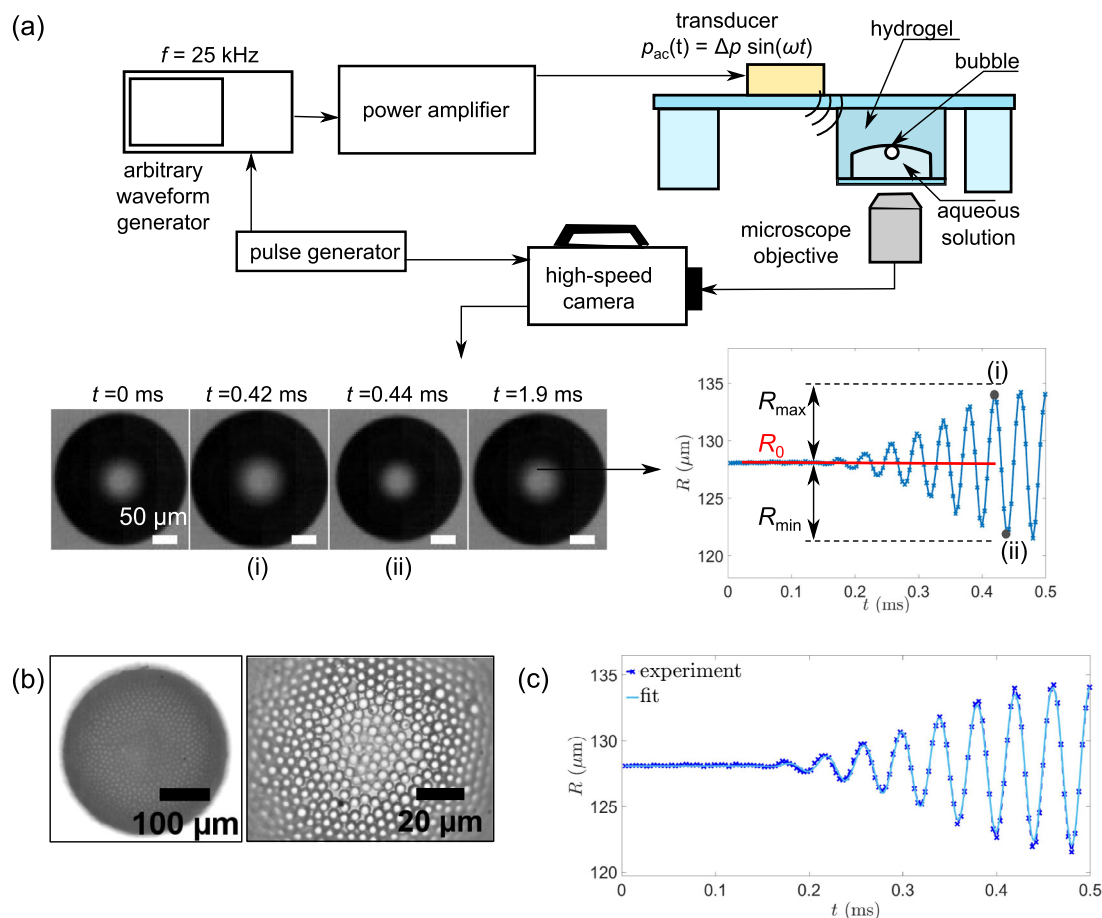 (a)
f = 25 kHz
arbitrary
waveform
generator
power amplifier
transducer
pac(t) = Δp sin(ωt)
hydrogel
bubble
aqueous
solution
microscope
objective
pulse generator
high-speed
camera
t =0 ms
t =0.42 ms
t =0.44 ms
t =1.9 ms
50 μm
(i)
(ii)
135
130
125
120
R (μm)
Rmax
R0
Rmin
(i)
(ii)
0
0.1
0.2
0.3
0.4
0.5
t (ms)
(b)
100 μm
20 μm
(c)
135
130
125
120
R (μm)
experiment
fit
0
0.1
0.2
0.3
0.4
0.5
t (ms)